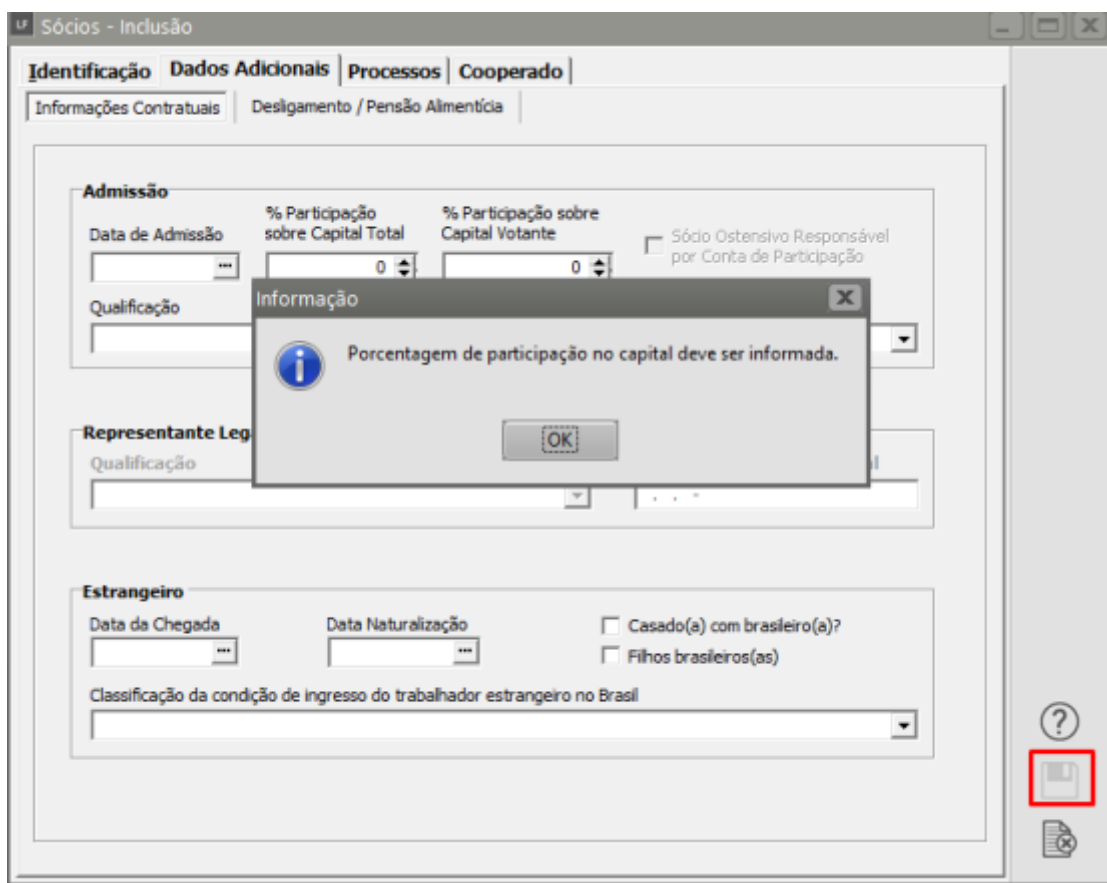 LF Sócios - Inclusão
Identificação Dados Adicionais Processos Cooperado
Informações Contratuais Desligamento / Pensão Alimentícia
Admissão
Data de Admissão
% Participação
sobre Capital Total
% Participação sobre
Capital Votante
Sócio Ostensivo Responsável
por Conta de Participação
0
0
Qualificação
Informação
Porcentagem de participação no capital deve ser informada.
OK
Representante Leg
Qualificação
Estrangeiro
Data da Chegada
Data Naturalização
Casado(a) com brasileiro(a)?
Filhos brasileiros(as)
Classificação da condição de ingresso do trabalhador estrangeiro no Brasil